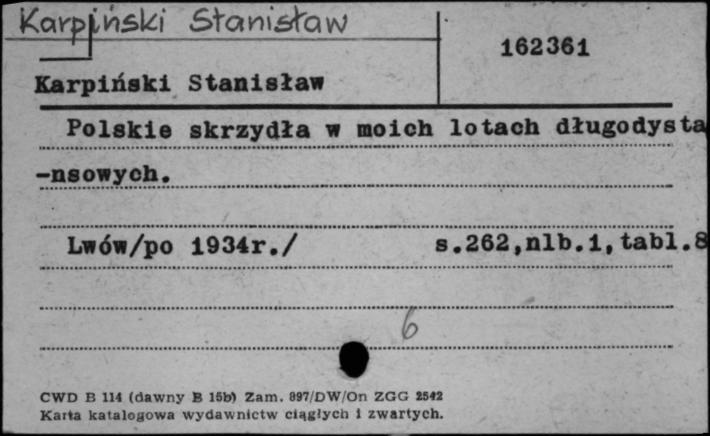 Karpiński Stanisław
162361
Karpiński Stanisław
Polskie skrzydła w moich lotach długodysta
-nsowych.
Lwów/po 1934r./ s.262,nlb.1,tabl.8
6
CWD B 114 (dawny B 15b) Zam. 897/DW/On ZGG 2542
Karta katalogowa wydawnictw ciągłych i zwartych.